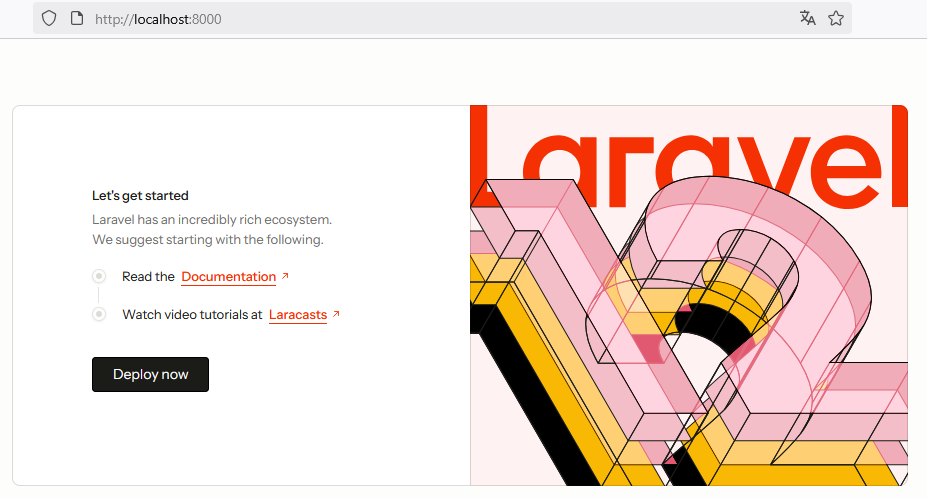 http://localhost:8000
Laravel
Let's get started
Laravel has an incredibly rich ecosystem.
We suggest starting with the following.
Read the Documentation
Watch video tutorials at Laracasts
Deploy now